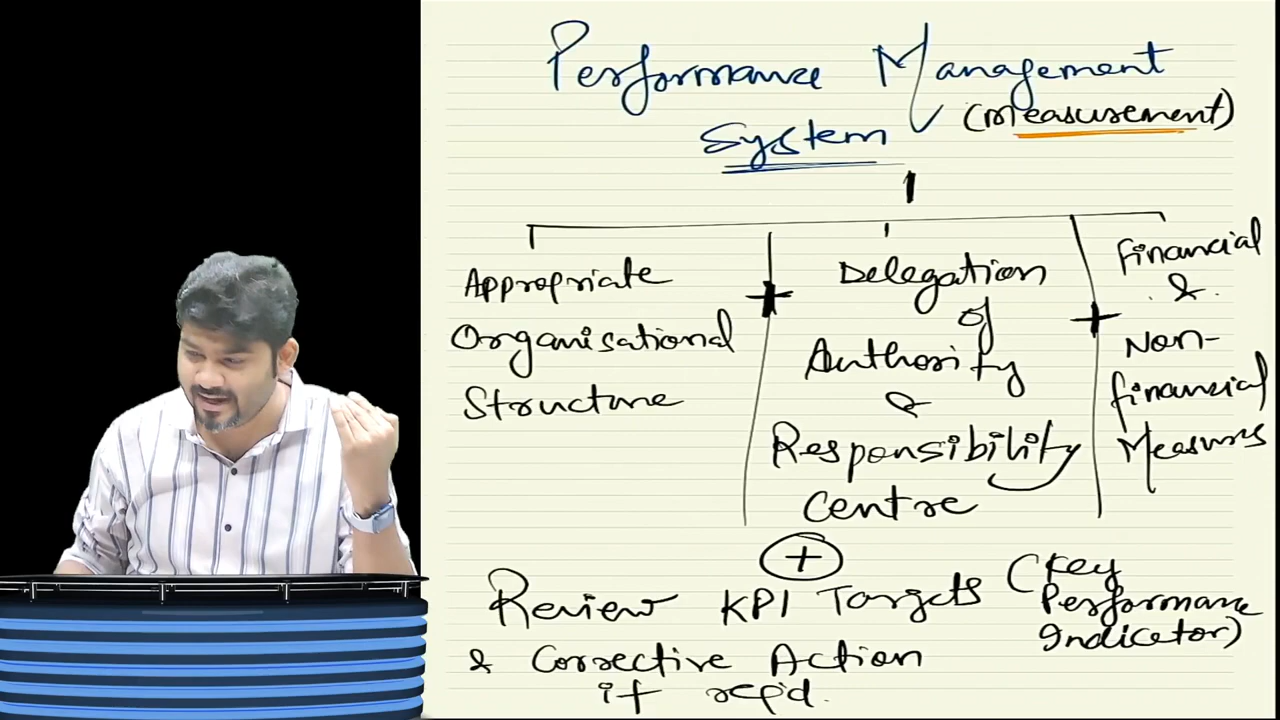 Performance Management
(Measurement)
System
Appropriate
Organisational
Structure
+
Delegation
of
Authority
&
Responsibility
Centre
+
Financial
&
Non-
financial
Measures
+
Review KPI Targets (Key
Performance
Indicator)
& Corrective Action
if req'd.